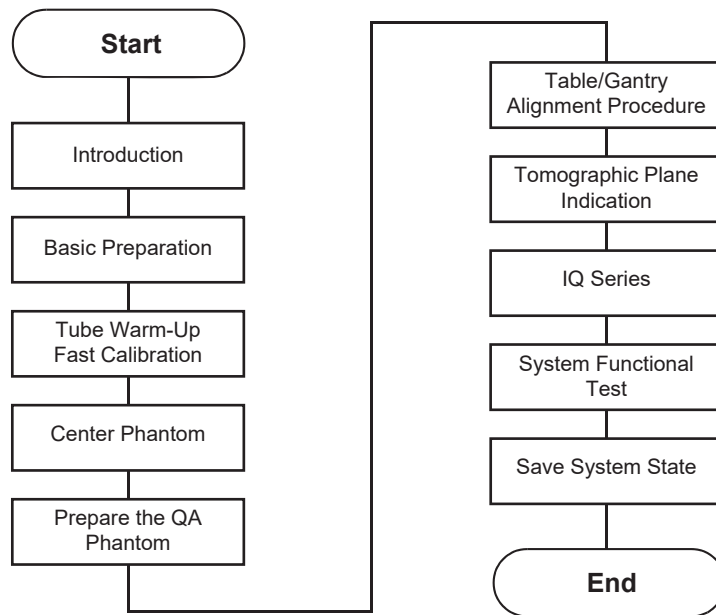 Start
Introduction
Basic Preparation
Tube Warm-Up
Fast Calibration
Center Phantom
Prepare the QA
Phantom
Table/Gantry
Alignment Procedure
Tomographic Plane
Indication
IQ Series
System Functional
Test
Save System State
End